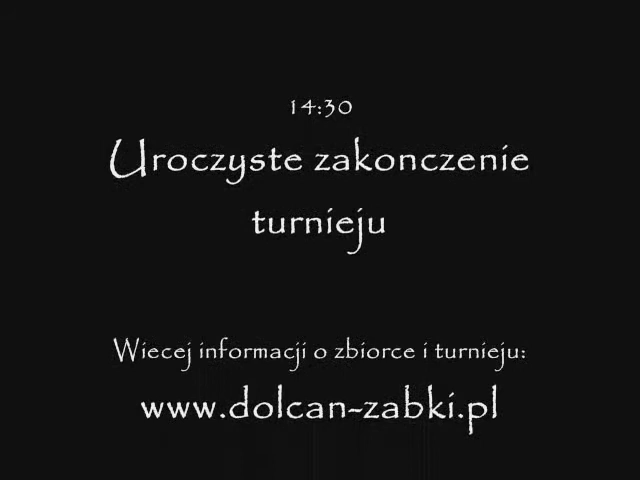 14:30
Uroczyste zakonczenie
turnieju
Wiecej informacji o zbiorce i turnieju:
www.dolcan-zabki.pl